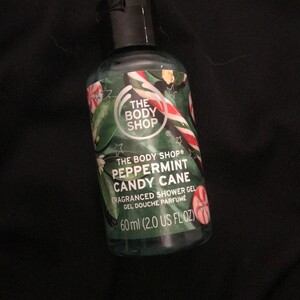 THE
BODY
SHOP
THE BODY SHOP®
PEPPERMINT
CANDY CANE
FRAGRANCED SHOWER GEL
GEL DOUCHE PARFUMÉ
60ml (2.0 US FL OZ)